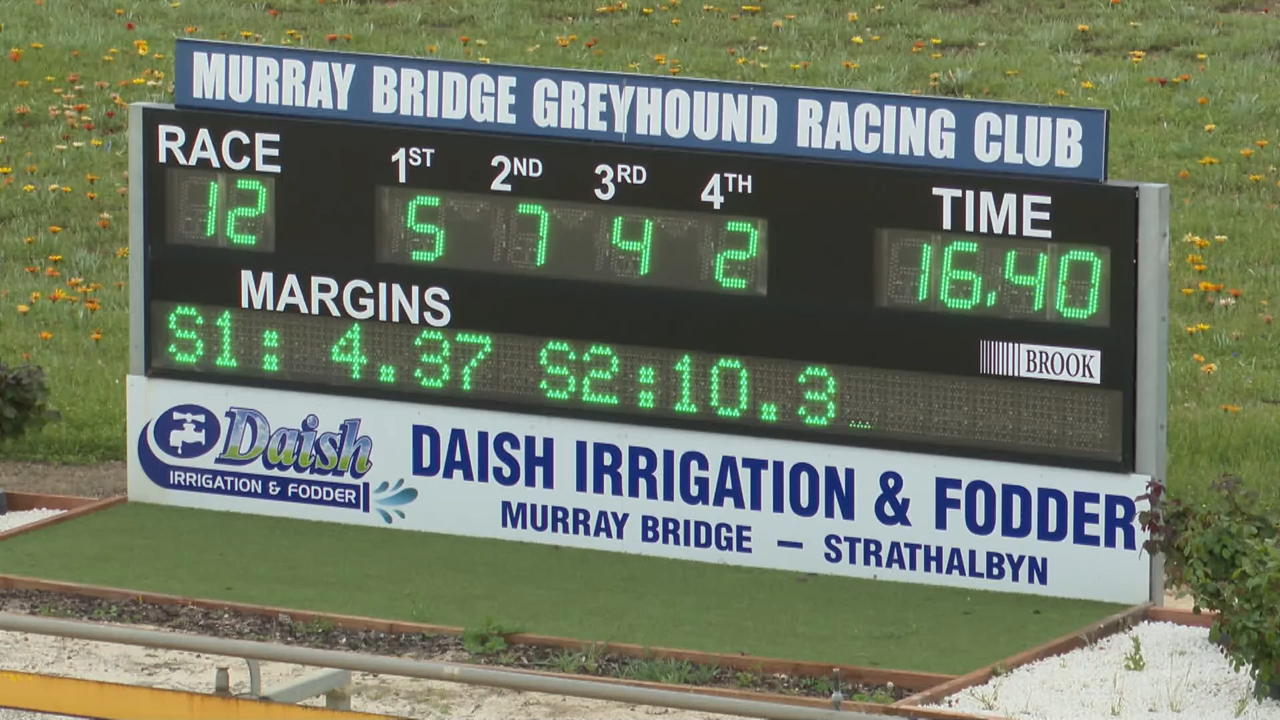 MURRAY BRIDGE GREYHOUND RACING CLUB
RACE 1ST 2ND 3RD 4TH TIME
12 5 7 4 2 16.40
MARGINS
S1: 4.37 S2:10.3
BROOK
Daish
IRRIGATION & FODDER
DAISH IRRIGATION & FODDER
MURRAY BRIDGE – STRATHALBYN